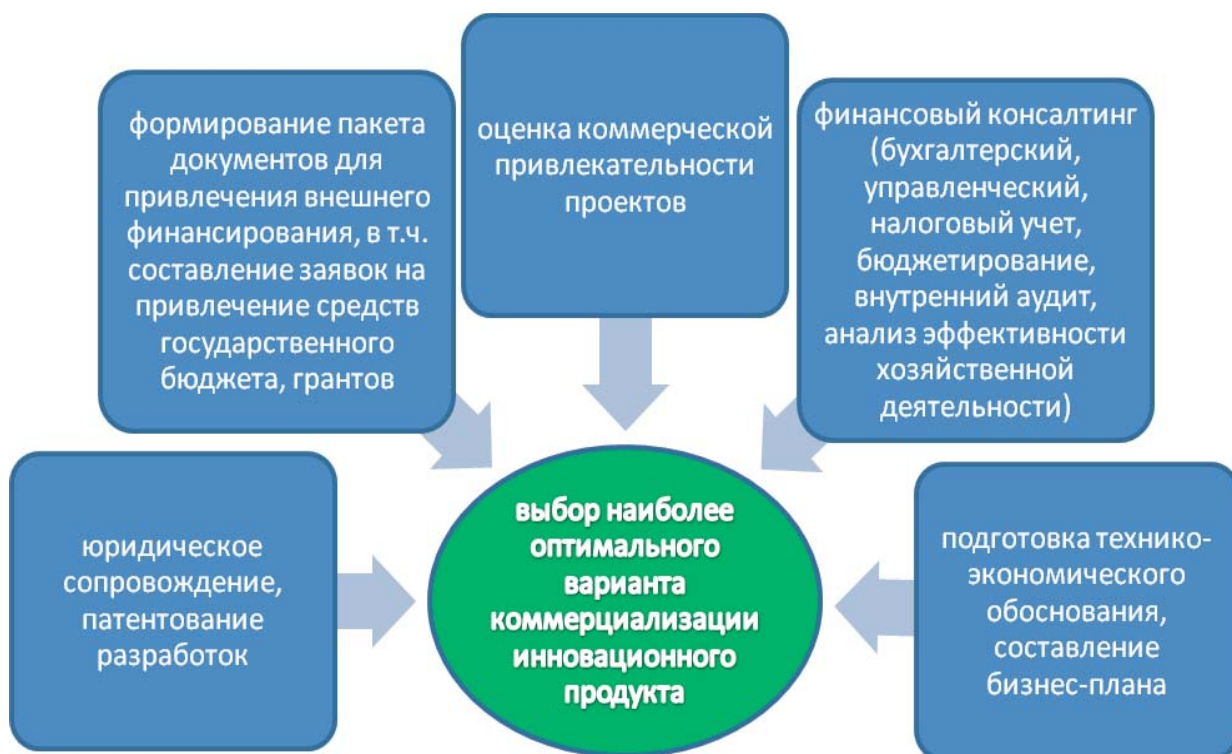 формирование пакета
документов для
привлечения внешнего
финансирования, в т.ч.
составление заявок на
привлечение средств
государственного
бюджета, грантов
оценка коммерческой
привлекательности
проектов
финансовый консалтинг
(бухгалтерский,
управленческий,
налоговый учет,
бюджетирование,
внутренний аудит,
анализ эффективности
хозяйственной
деятельности)
юридическое
сопровождение,
патентование
разработок
выбор наиболее
оптимального
варианта
коммерциализации
инновационного
продукта
подготовка технико-
экономического
обоснования,
составление
бизнес-плана